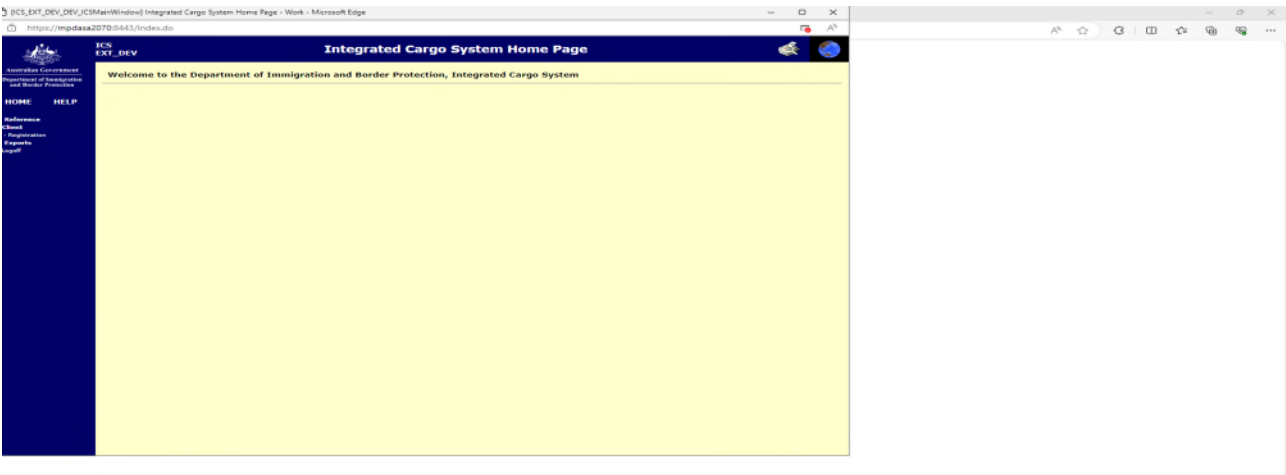 (ICS_EXT_DEV_DEV_ICSMainWindow) Integrated Cargo System Home Page - Work - Microsoft Edge
https://mpdasa2070:8443/Index.do
ICS
EXT_DEV
Integrated Cargo System Home Page
Australian Government
Department of Immigration
and Border Protection
Welcome to the Department of Immigration and Border Protection, Integrated Cargo System
HOME HELP
Reference
Client
- Registration
Exports
Logoff